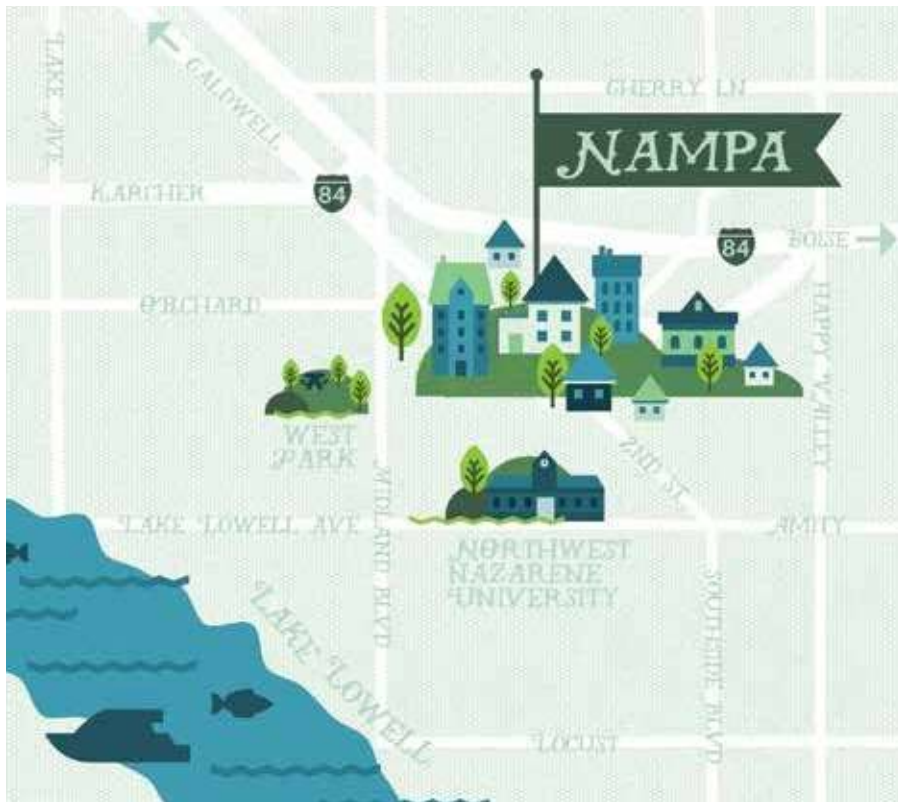 LAKE AVE
CALDWELL
CHERRY LN
NAMPA
KARCHER
84
84
BOISE
ORCHARD
HAPPY VALLEY
WEST
PARK
2ND ST.
MIDLAND BLVD
LAKE LOWELL AVE
AMITY
NORTHWEST
NAZARENE
UNIVERSITY
LAKE LOWELL
SOUTHSIDE BLVD
LOCUST